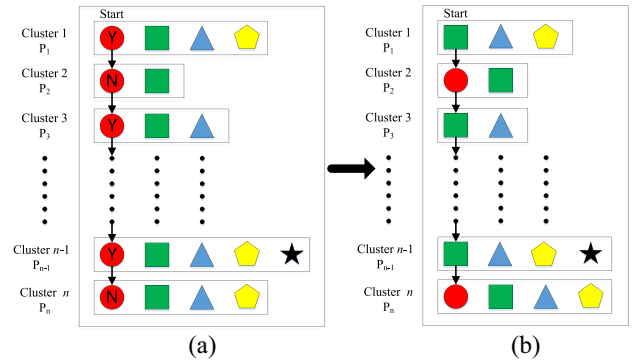 Start
Cluster 1
P1
Y
Cluster 2
P2
N
Cluster 3
P3
Y
Cluster n-1
Pn-1
Y
Cluster n
Pn
N
(a)
Start
Cluster 1
P1
Cluster 2
P2
Cluster 3
P3
Cluster n-1
Pn-1
Cluster n
Pn
(b)